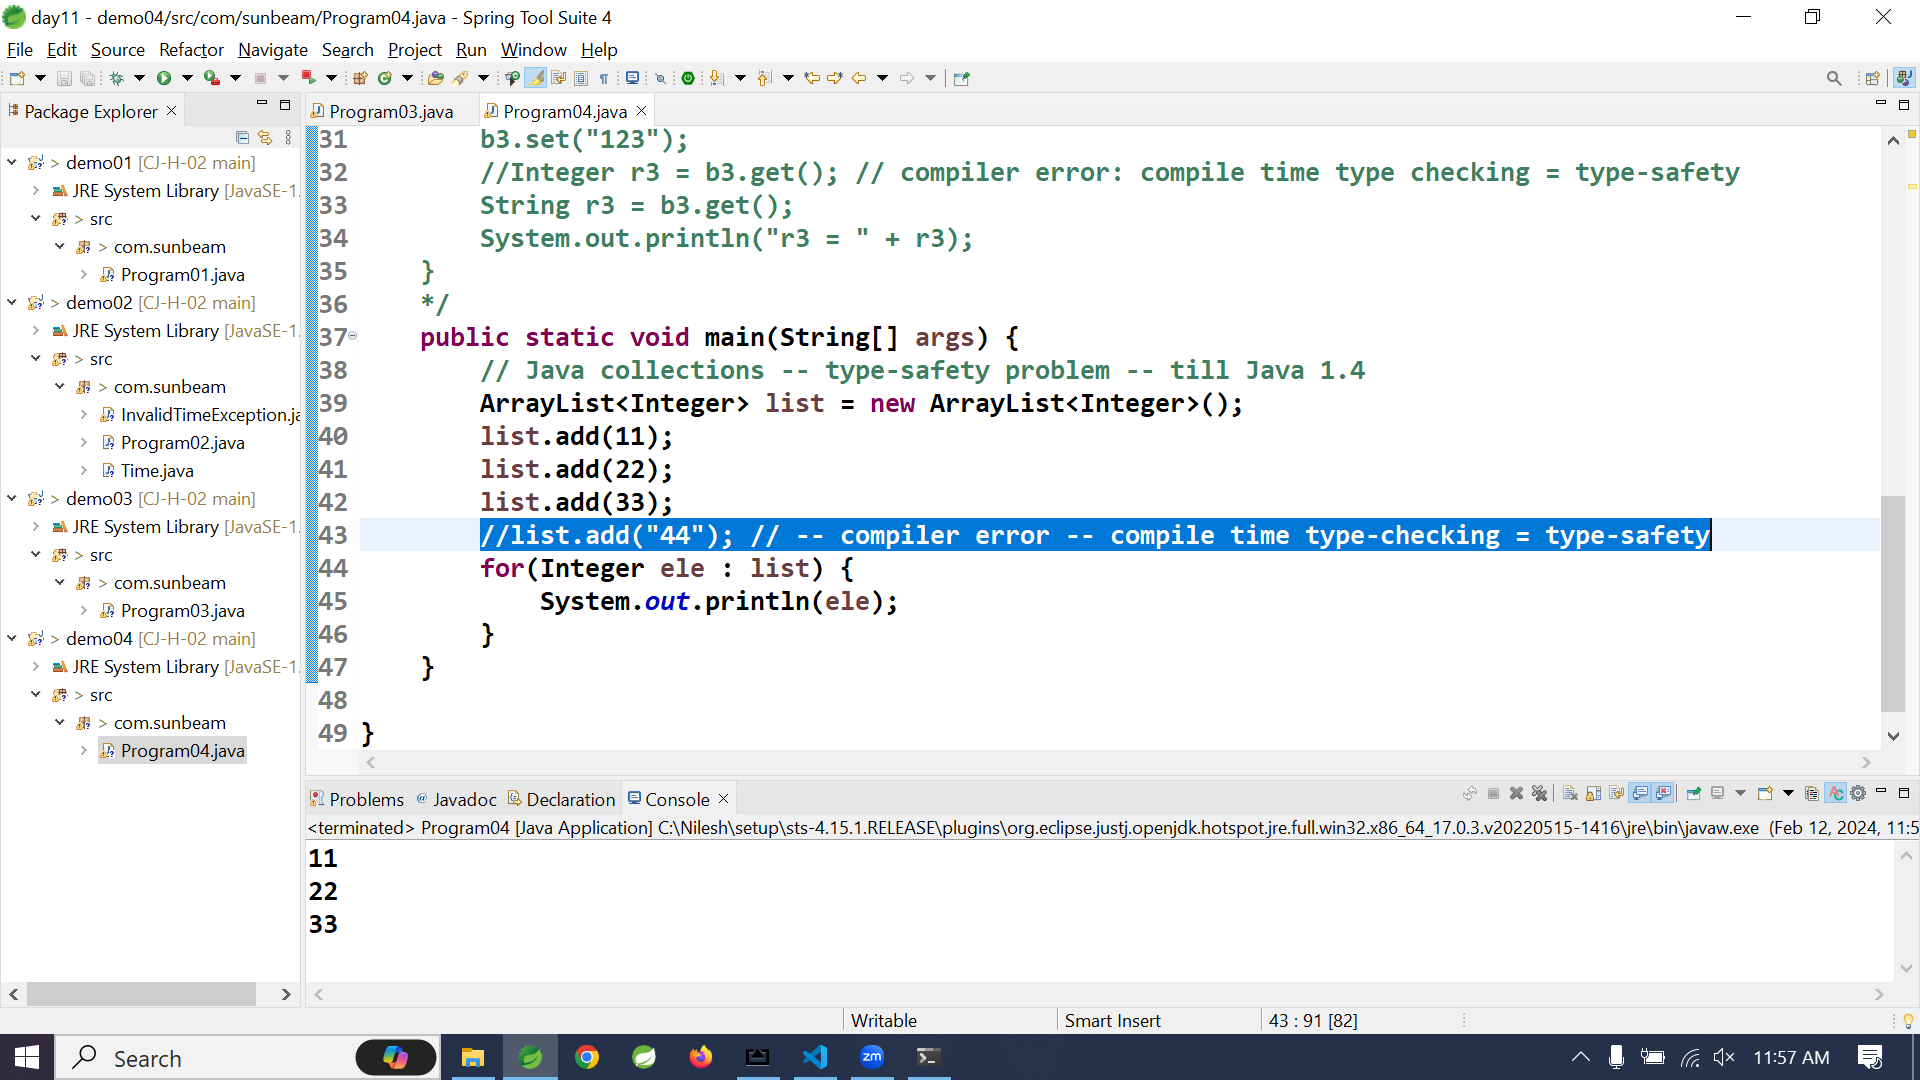 day11 - demo04/src/com/sunbeam/Program04.java - Spring Tool Suite 4
File Edit Source Refactor Navigate Search Project Run Window Help
Package Explorer
demo01 [CJ-H-02 main]
JRE System Library [JavaSE-1.
> src
> com.sunbeam
Program01.java
demo02 [CJ-H-02 main]
JRE System Library [JavaSE-1.
> src
> com.sunbeam
InvalidTimeException.ja
Program02.java
Time.java
demo03 [CJ-H-02 main]
JRE System Library [JavaSE-1.
> src
> com.sunbeam
Program03.java
demo04 [CJ-H-02 main]
JRE System Library [JavaSE-1.
> src
> com.sunbeam
Program04.java
Program03.java Program04.java
31 b3.set("123");
32 //Integer r3 = b3.get(); // compiler error: compile time type checking = type-safety
33 String r3 = b3.get();
34 System.out.println("r3 = " + r3);
35 }
36 */
37 public static void main(String[] args) {
38 // Java collections -- type-safety problem -- till Java 1.4
39 ArrayList<Integer> list = new ArrayList<Integer>();
40 list.add(11);
41 list.add(22);
42 list.add(33);
43 //list.add("44"); // -- compiler error -- compile time type-checking = type-safety
44 for(Integer ele : list) {
45 System.out.println(ele);
46 }
47 }
48
49 }
Problems @ Javadoc Declaration Console
<terminated> Program04 [Java Application] C:\Nilesh\setup\sts-4.15.1.RELEASE\plugins\org.eclipse.justj.openjdk.hotspot.jre.full.win32.x86_64_17.0.3.v20220515-1416\jre\bin\javaw.exe (Feb 12, 2024, 11:5
11
22
33
Writable Smart Insert 43 : 91 [82]
Search zm 11:57 AM